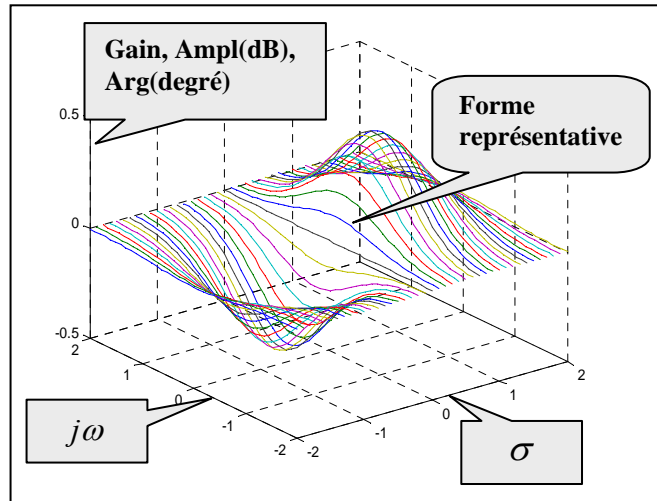 Gain, Ampl(dB),
Arg(degré)
Forme
représentative
0.5
0
-0.5
2
1
0
-1
-2
-2
-1
0
1
2
jω
σ